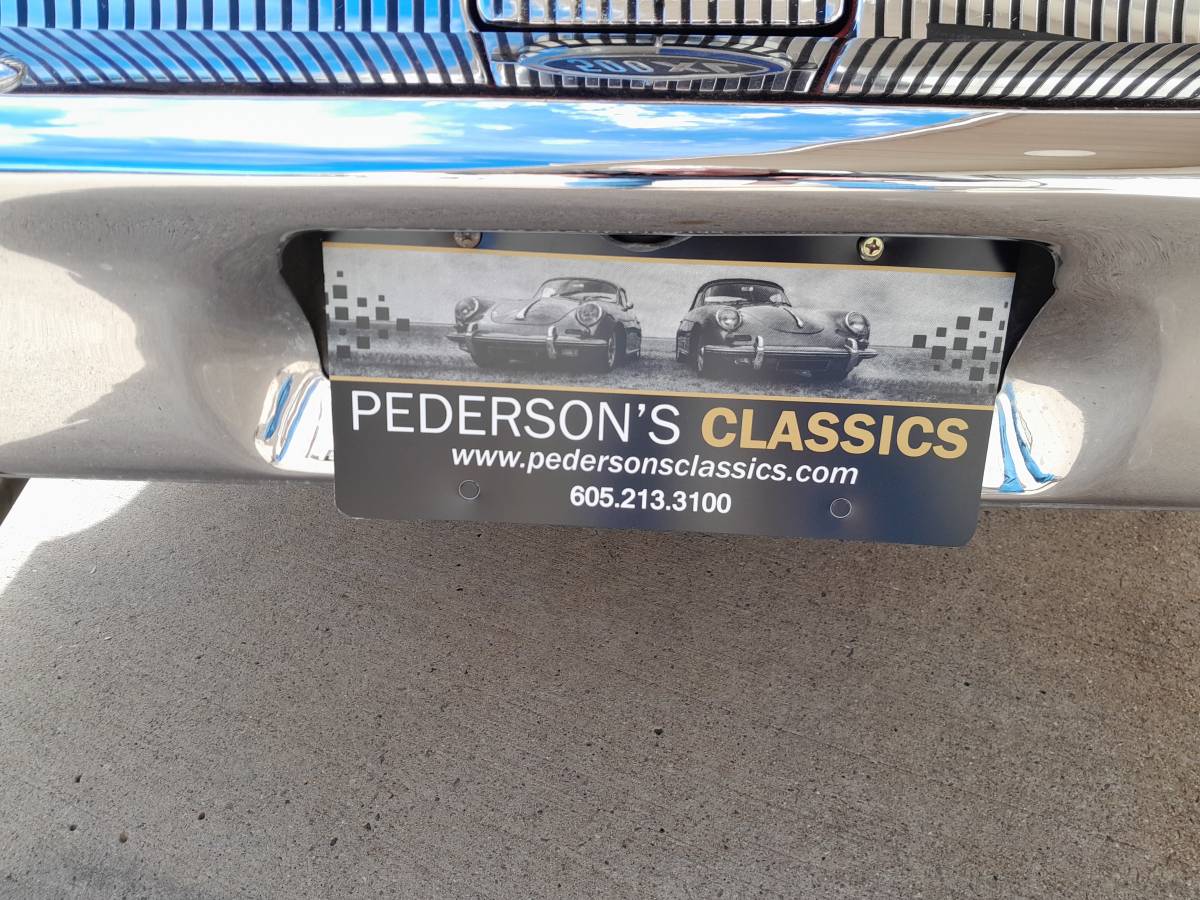 PEDERSON'S CLASSICS
www.pedersonsclassics.com
605.213.3100